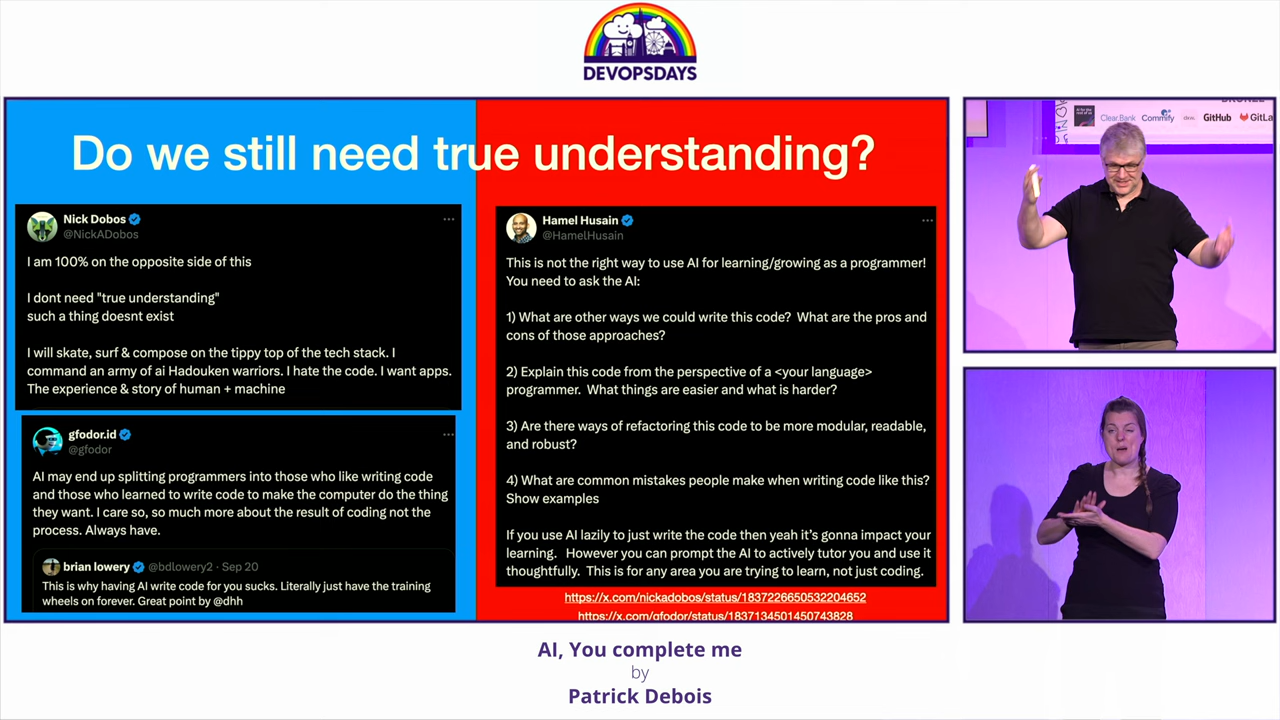 DEVOPSDAYS
Do we still need true understanding?
Nick Dobos
@NickADobos
I am 100% on the opposite side of this
I dont need "true understanding"
such a thing doesnt exist
I will skate, surf & compose on the tippy top of the tech stack. I
command an army of ai Hadouken warriors. I hate the code. I want apps.
The experience & story of human + machine
gfodor.id
@gfodor
AI may end up splitting programmers into those who like writing code
and those who learned to write code to make the computer do the thing
they want. I care so, so much more about the result of coding not the
process. Always have.
brian lowery @bdlowery2 · Sep 20
This is why having AI write code for you sucks. Literally just have the training
wheels on forever. Great point by @dhh
Hamel Husain
@HamelHusain
This is not the right way to use AI for learning/growing as a programmer!
You need to ask the AI:
1) What are other ways we could write this code? What are the pros and
cons of those approaches?
2) Explain this code from the perspective of a <your language>
programmer. What things are easier and what is harder?
3) Are there ways of refactoring this code to be more modular, readable,
and robust?
4) What are common mistakes people make when writing code like this?
Show examples
If you use AI lazily to just write the code then yeah it's gonna impact your
learning. However you can prompt the AI to actively tutor you and use it
thoughtfully. This is for any area you are trying to learn, not just coding.
https://x.com/nickadobos/status/1837226650532204652
https://x.com/gfodor/status/1837134501450743828
Clear.Bank Commify GitHub GitLa
AI, You complete me
by
Patrick Debois